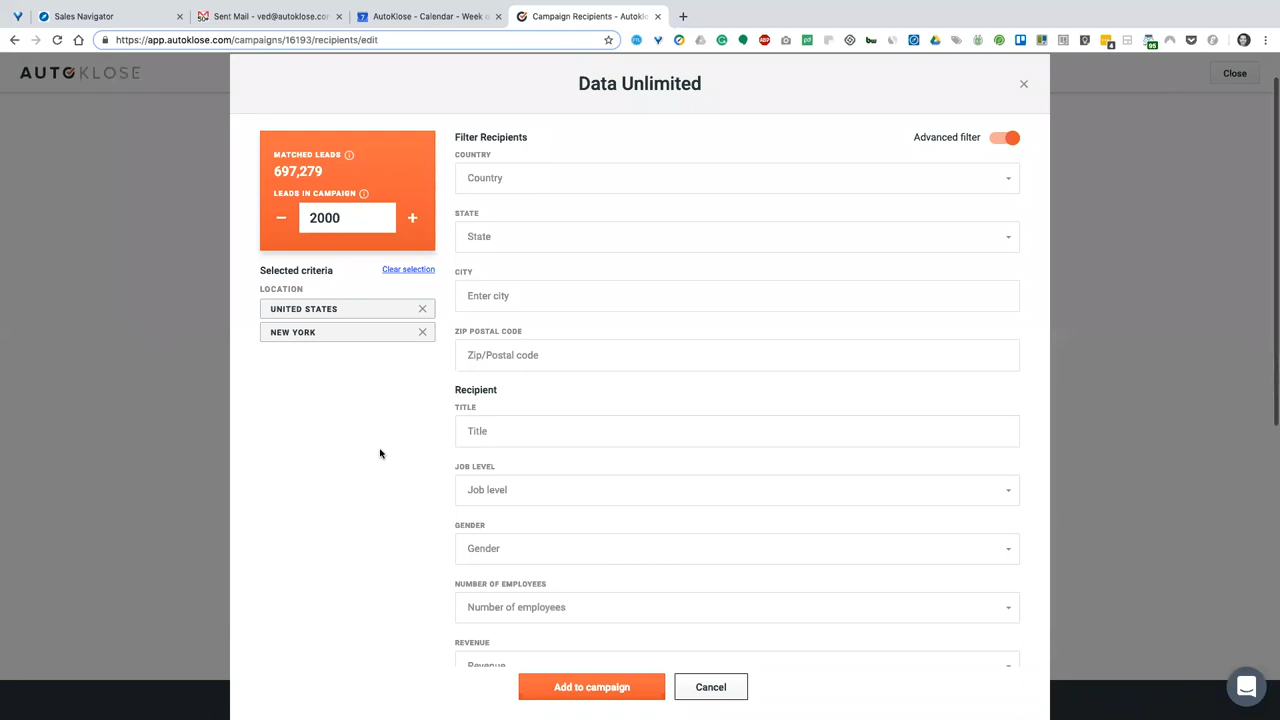 Sales Navigator
Sent Mail - ved@autoklose.con
AutoKlose - Calendar - Week o
Campaign Recipients - Autoklo
https://app.autoklose.com/campaigns/16193/recipients/edit
AUTOKLOSE
Close
Data Unlimited
MATCHED LEADS
697,279
LEADS IN CAMPAIGN
− 2000 +
Selected criteria
Clear selection
LOCATION
UNITED STATES
NEW YORK
Filter Recipients
Advanced filter
COUNTRY
Country
STATE
State
CITY
Enter city
ZIP POSTAL CODE
Zip/Postal code
Recipient
TITLE
Title
JOB LEVEL
Job level
GENDER
Gender
NUMBER OF EMPLOYEES
Number of employees
REVENUE
Revenue
Add to campaign
Cancel